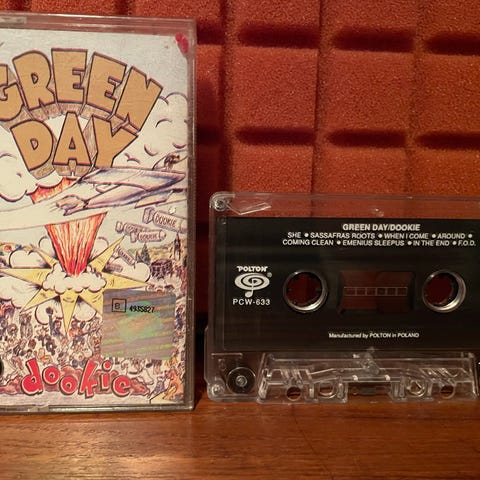 GREEN
DAY
DOOKIE
B. 4935827
dookie
GREEN DAY/DOOKIE
SHE • SASSAFRAS ROOTS • WHEN I COME • AROUND •
COMING CLEAN • EMENIUS SLEEPUS • IN THE END • F.O.D.
POLTON
PCW-633
Manufactured by POLTON in POLAND